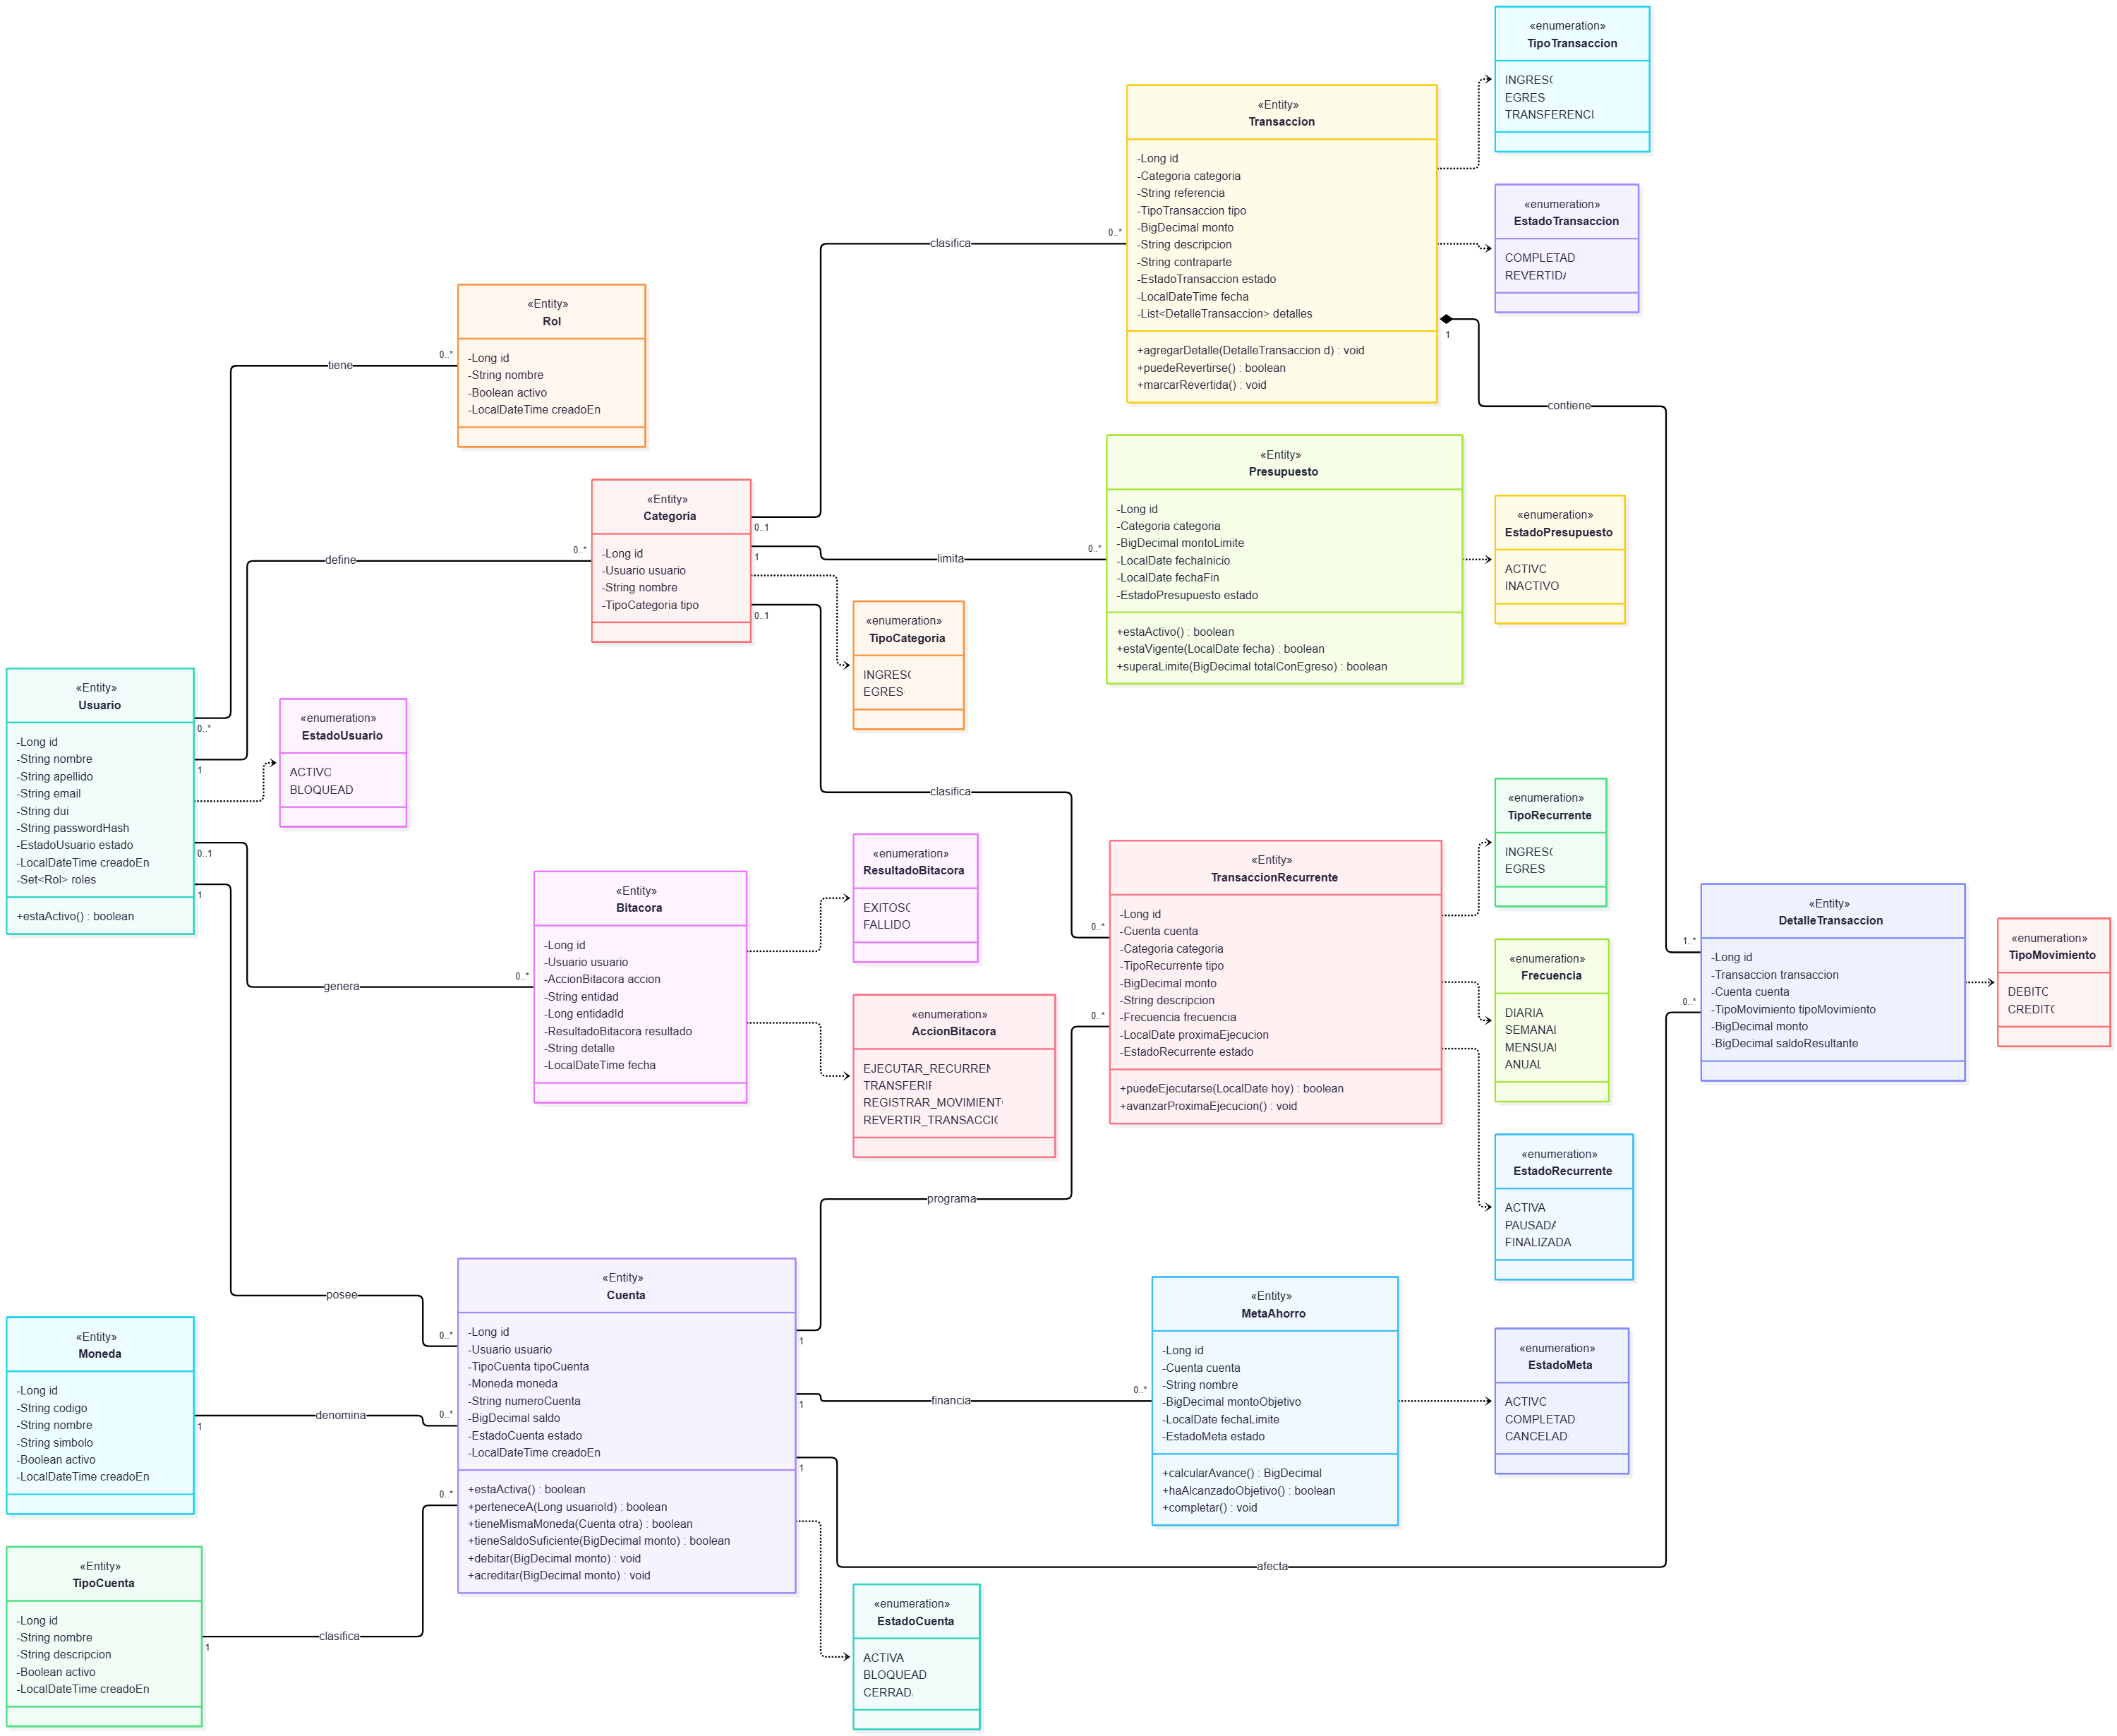 «enumeration»
TipoTransaccion
INGRESO
EGRES
TRANSFERENCI
«Entity»
Transaccion
-Long id
-Categoria categoria
-String referencia
-TipoTransaccion tipo
-BigDecimal monto
-String descripcion
-String contraparte
-EstadoTransaccion estado
-LocalDateTime fecha
-List<DetalleTransaccion> detalles
+agregarDetalle(DetalleTransaccion d) : void
+puedeRevertirse() : boolean
+marcarRevertida() : void
«enumeration»
EstadoTransaccion
COMPLETAD
REVERTIDA
clasifica
0..*
1
contiene
«Entity»
Rol
-Long id
-String nombre
-Boolean activo
-LocalDateTime creadoEn
tiene
0..*
«Entity»
Categoria
-Long id
-Usuario usuario
-String nombre
-TipoCategoria tipo
0..1
1
0..1
define
0..*
limita
0..*
«Entity»
Presupuesto
-Long id
-Categoria categoria
-BigDecimal montoLimite
-LocalDate fechaInicio
-LocalDate fechaFin
-EstadoPresupuesto estado
+estaActivo() : boolean
+estaVigente(LocalDate fecha) : boolean
+superaLimite(BigDecimal totalConEgreso) : boolean
«enumeration»
EstadoPresupuesto
ACTIVO
INACTIVO
«enumeration»
TipoCategoria
INGRESO
EGRES
«Entity»
Usuario
-Long id
-String nombre
-String apellido
-String email
-String dui
-String passwordHash
-EstadoUsuario estado
-LocalDateTime creadoEn
-Set<Rol> roles
+estaActivo() : boolean
0..*
1
0..1
1
«enumeration»
EstadoUsuario
ACTIVO
BLOQUEAD
clasifica
0..*
«enumeration»
TipoRecurrente
INGRESO
EGRES
«Entity»
Bitacora
-Long id
-Usuario usuario
-AccionBitacora accion
-String entidad
-Long entidadId
-ResultadoBitacora resultado
-String detalle
-LocalDateTime fecha
genera
0..*
«enumeration»
ResultadoBitacora
EXITOSO
FALLIDO
«enumeration»
AccionBitacora
EJECUTAR_RECURREN
TRANSFERIR
REGISTRAR_MOVIMIENTO
REVERTIR_TRANSACCIO
«Entity»
TransaccionRecurrente
-Long id
-Cuenta cuenta
-Categoria categoria
-TipoRecurrente tipo
-BigDecimal monto
-String descripcion
-Frecuencia frecuencia
-LocalDate proximaEjecucion
-EstadoRecurrente estado
+puedeEjecutarse(LocalDate hoy) : boolean
+avanzarProximaEjecucion() : void
0..*
«enumeration»
Frecuencia
DIARIA
SEMANAL
MENSUAL
ANUAL
«Entity»
DetalleTransaccion
-Long id
-Transaccion transaccion
-Cuenta cuenta
-TipoMovimiento tipoMovimiento
-BigDecimal monto
-BigDecimal saldoResultante
1..*
0..*
«enumeration»
TipoMovimiento
DEBITO
CREDITO
«enumeration»
EstadoRecurrente
ACTIVA
PAUSADA
FINALIZADA
programa
posee
0..*
«Entity»
Cuenta
-Long id
-Usuario usuario
-TipoCuenta tipoCuenta
-Moneda moneda
-String numeroCuenta
-BigDecimal saldo
-EstadoCuenta estado
-LocalDateTime creadoEn
+estaActiva() : boolean
+perteneceA(Long usuarioId) : boolean
+tieneMismaMoneda(Cuenta otra) : boolean
+tieneSaldoSuficiente(BigDecimal monto) : boolean
+debitar(BigDecimal monto) : void
+acreditar(BigDecimal monto) : void
1
1
1
financia
0..*
«Entity»
MetaAhorro
-Long id
-Cuenta cuenta
-String nombre
-BigDecimal montoObjetivo
-LocalDate fechaLimite
-EstadoMeta estado
+calcularAvance() : BigDecimal
+haAlcanzadoObjetivo() : boolean
+completar() : void
«enumeration»
EstadoMeta
ACTIVO
COMPLETAD
CANCELAD
«Entity»
Moneda
-Long id
-String codigo
-String nombre
-String simbolo
-Boolean activo
-LocalDateTime creadoEn
1
denomina
0..*
afecta
«Entity»
TipoCuenta
-Long id
-String nombre
-String descripcion
-Boolean activo
-LocalDateTime creadoEn
1
clasifica
0..*
«enumeration»
EstadoCuenta
ACTIVA
BLOQUEAD
CERRADA